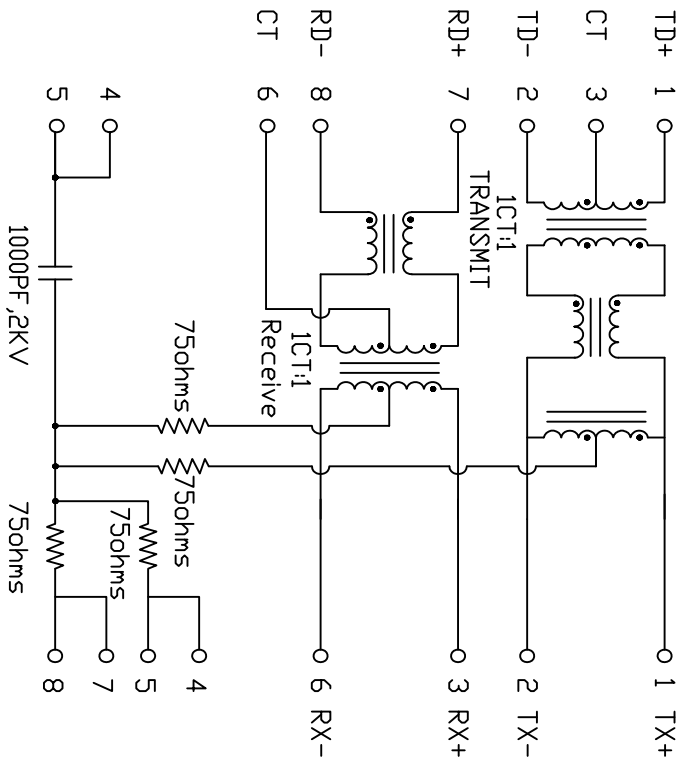 TD+ 1
CT 3
TD- 2
1CT:1
TRANSMIT
1 TX+
2 TX-
RD+ 7
RD- 8
CT 6
1CT:1
Receive
3 RX+
6 RX-
75ohms
75ohms
4
5
1000PF,2KV
75ohms
75ohms
4
5
7
8